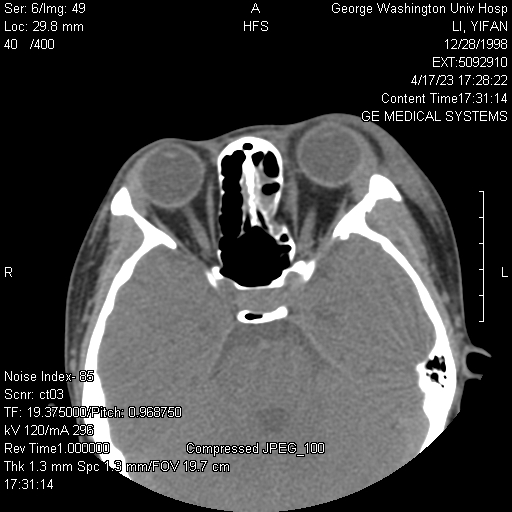 Ser: 6/Img: 49
Loc: 29.8 mm
40 /400
A
HFS
George Washington Univ Hosp
LI, YIFAN
12/28/1998
EXT:5092910
4/17/23 17:28:22
Content Time17:31:14
GE MEDICAL SYSTEMS
R
L
Noise Index- 85
Scnr: ct03
TF: 19.375000/Pitch: 0.968750
kV 120/mA 296
Rev Time1.000000
Compressed JPEG_100
Thk 1.3 mm Spc 1.3 mm/FOV 19.7 cm
17:31:14